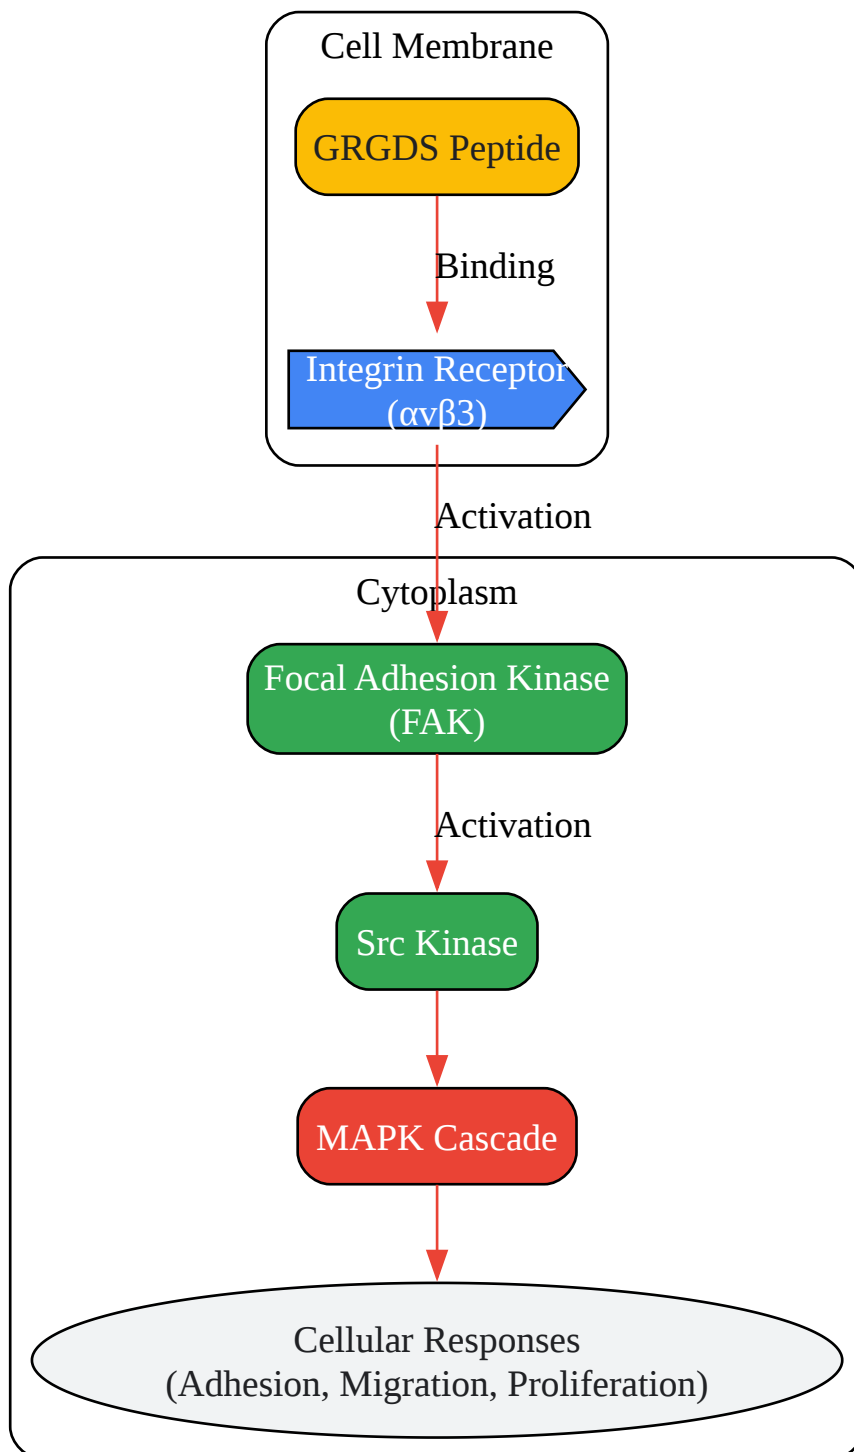 Cell Membrane
GRGDS Peptide
Binding
Integrin Receptor
(αvβ3)
Activation
Cytoplasm
Focal Adhesion Kinase
(FAK)
Activation
Src Kinase
MAPK Cascade
Cellular Responses
(Adhesion, Migration, Proliferation)